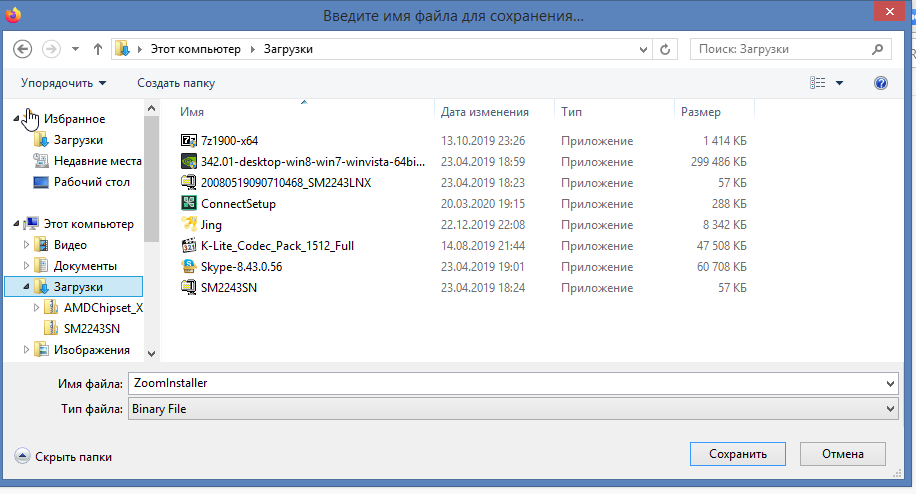 Введите имя файла для сохранения...
Этот компьютер Загрузки
Поиск: Загрузки
Упорядочить Создать папку
Избранное
Загрузки
Недавние места
Рабочий стол
Этот компьютер
Видео
Документы
Загрузки
AMDChipset_X
SM2243SN
Изображения
Имя Дата изменения Тип Размер
7z1900-x64 13.10.2019 23:26 Приложение 1 414 КБ
342.01-desktop-win8-win7-winvista-64bi... 23.04.2019 18:59 Приложение 299 486 КБ
20080519090710468_SM2243LNX 23.04.2019 18:23 Приложение 57 КБ
ConnectSetup 20.03.2020 19:15 Приложение 288 КБ
Jing 22.12.2019 22:08 Приложение 8 342 КБ
K-Lite_Codec_Pack_1512_Full 14.08.2019 21:44 Приложение 47 508 КБ
Skype-8.43.0.56 23.04.2019 19:01 Приложение 60 708 КБ
SM2243SN 23.04.2019 18:24 Приложение 57 КБ
Имя файла: ZoomInstaller
Тип файла: Binary File
Скрыть папки Сохранить Отмена